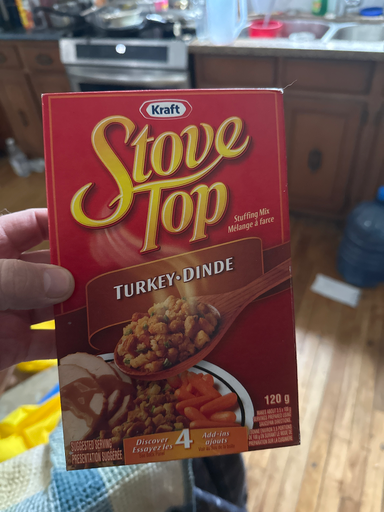 Kraft
Stove
Top
Stuffing Mix
Mélange à farce
TURKEY•DINDE
120 g
SUGGESTED SERVING
PRÉSENTATION SUGGÉRÉE
Discover
Essayez les
4
Add-ins
ajouts